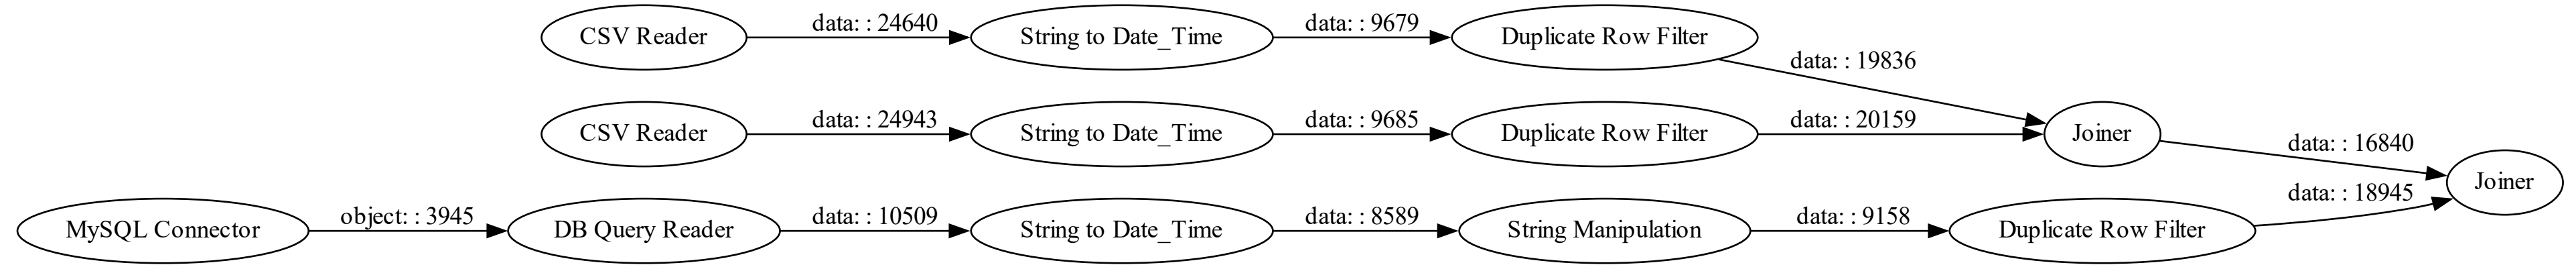 CSV Reader
data: : 24640
String to Date_Time
data: : 9679
Duplicate Row Filter
data: : 19836
CSV Reader
data: : 24943
String to Date_Time
data: : 9685
Duplicate Row Filter
data: : 20159
Joiner
data: : 16840
Joiner
MySQL Connector
object: : 3945
DB Query Reader
data: : 10509
String to Date_Time
data: : 8589
String Manipulation
data: : 9158
Duplicate Row Filter
data: : 18945